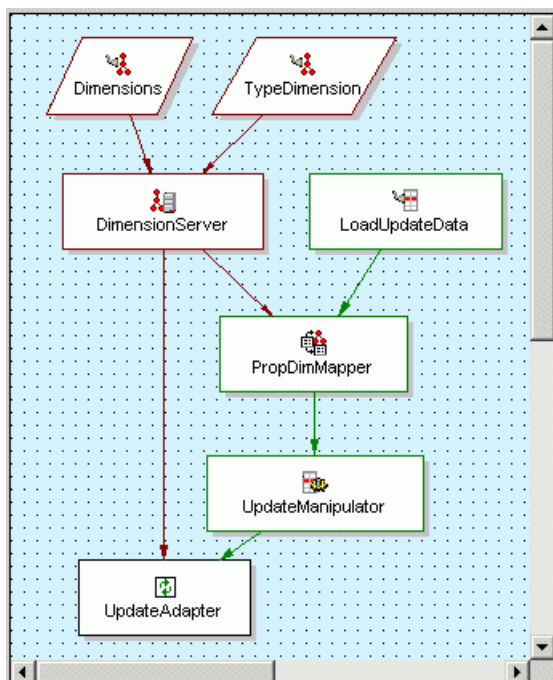 Dimensions
TypeDimension
DimensionServer
LoadUpdateData
PropDimMapper
UpdateManipulator
UpdateAdapter